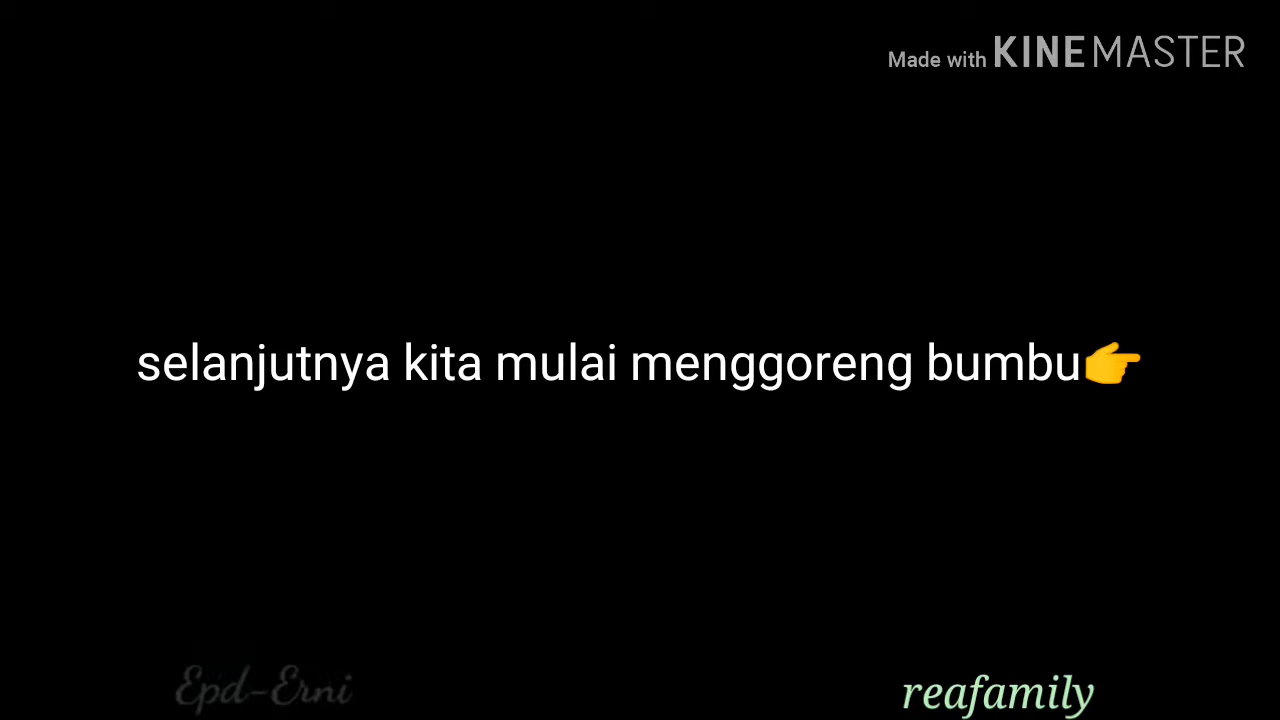 Made with KINEMASTER
selanjutnya kita mulai menggoreng bumbu👉
Epd-Erni
reafamily